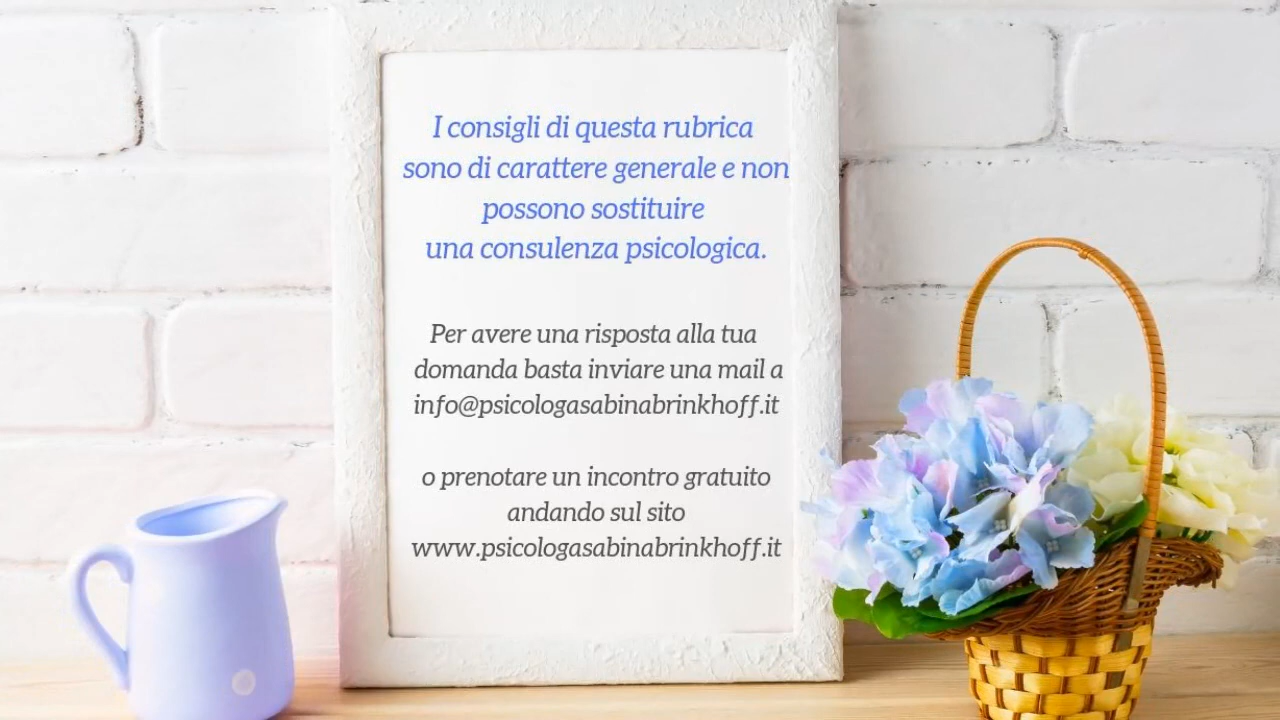 I consigli di questa rubrica
sono di carattere generale e non
possono sostituire
una consulenza psicologica.
Per avere una risposta alla tua
domanda basta inviare una mail a
info@psicologasabinabrinkhoff.it
o prenotare un incontro gratuito
andando sul sito
www.psicologasabinabrinkhoff.it